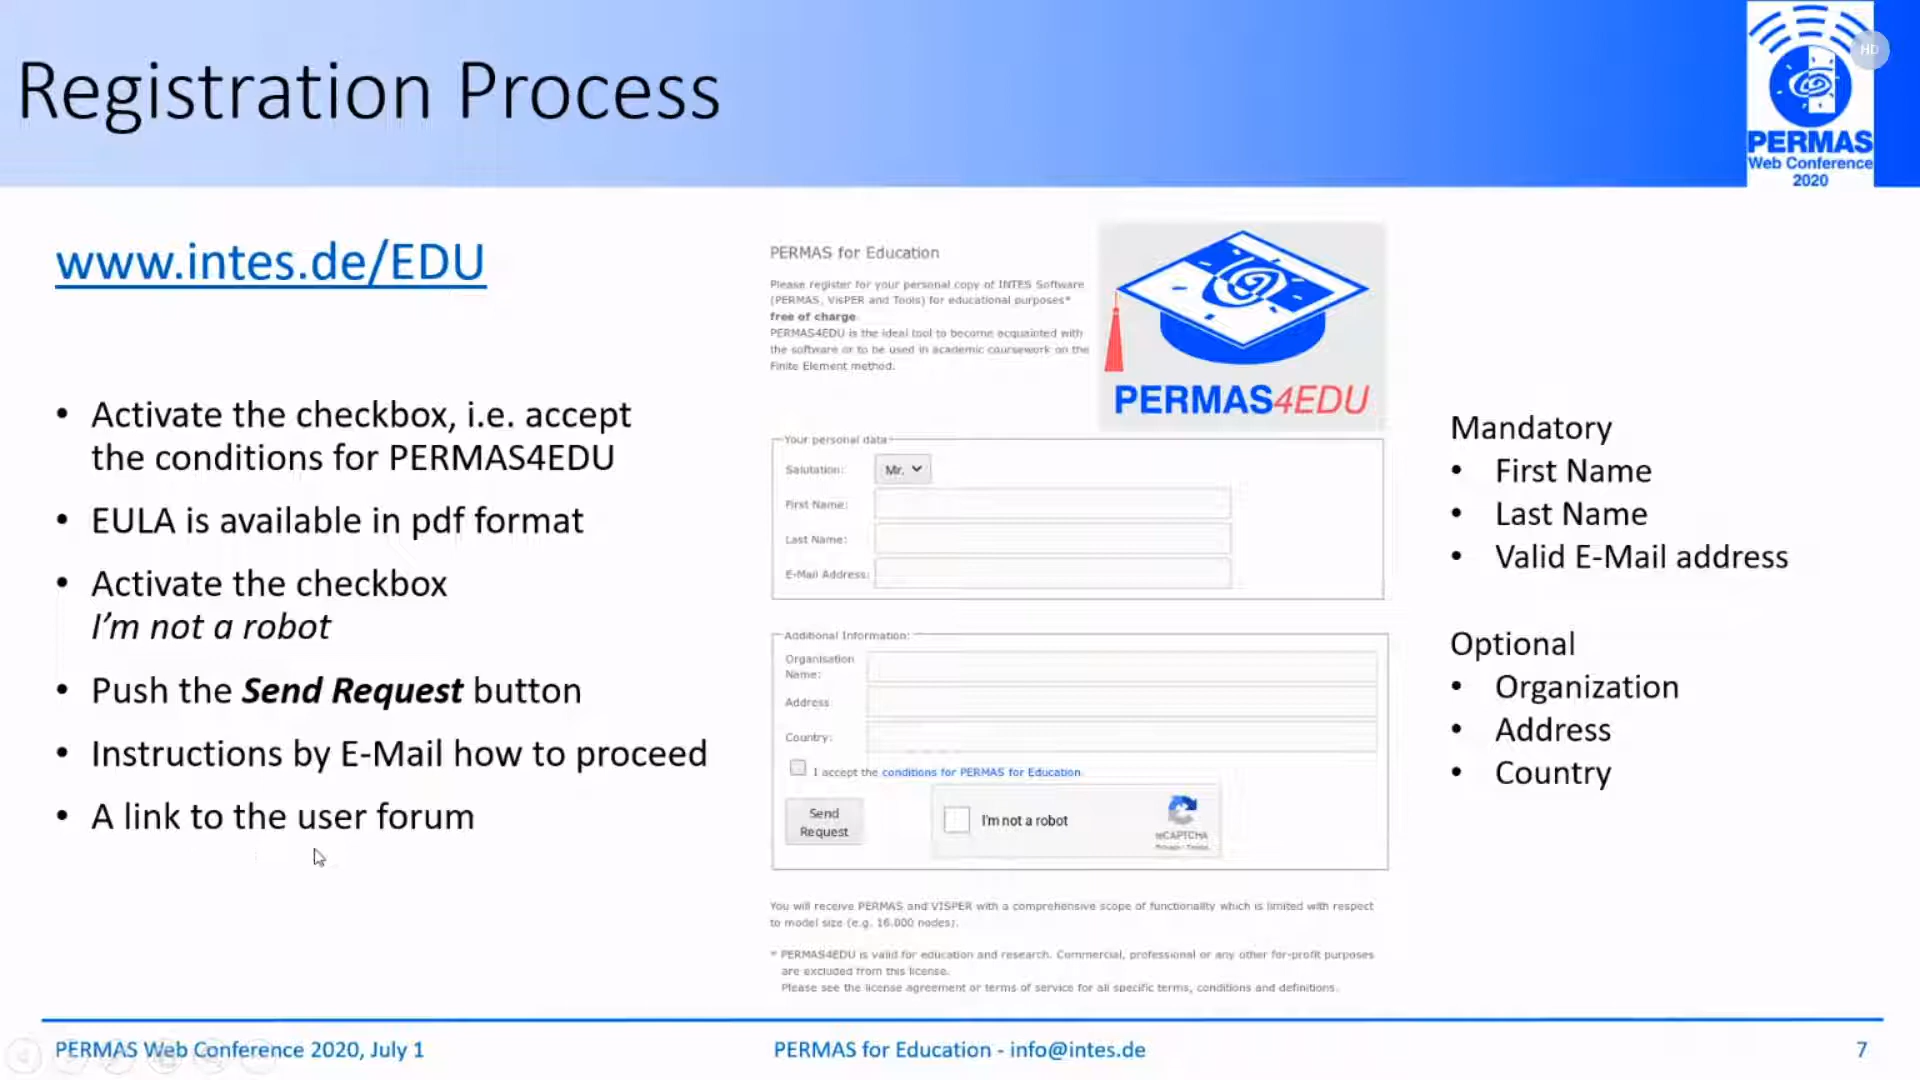 Registration Process
HD
PERMAS
Web Conference
2020
www.intes.de/EDU
• Activate the checkbox, i.e. accept
the conditions for PERMAS4EDU
• EULA is available in pdf format
• Activate the checkbox
I'm not a robot
• Push the Send Request button
• Instructions by E-Mail how to proceed
• A link to the user forum
PERMAS for Education
Please register for your personal copy of INTES Software
(PERMAS, VisPER and Tools) for educational purposes*
free of charge.
PERMAS4EDU is the ideal tool to become acquainted with
the software or to be used in academic coursework on the
Finite Element method.
PERMAS4EDU
Your personal data
Salutation: Mr.
First Name:
Last Name:
E-Mail Address:
Additional Information:
Organisation
Name:
Address
Country:
I accept the conditions for PERMAS for Education.
Send
Request
I'm not a robot
reCAPTCHA
Privacy - Terms
You will receive PERMAS and VISPER with a comprehensive scope of functionality which is limited with respect
to model size (e.g. 16.000 nodes).
* PERMAS4EDU is valid for education and research. Commercial, professional or any other for-profit purposes
are excluded from this license.
Please see the license agreement or terms of service for all specific terms, conditions and definitions.
Mandatory
• First Name
• Last Name
• Valid E-Mail address
Optional
• Organization
• Address
• Country
PERMAS Web Conference 2020, July 1
PERMAS for Education - info@intes.de
7